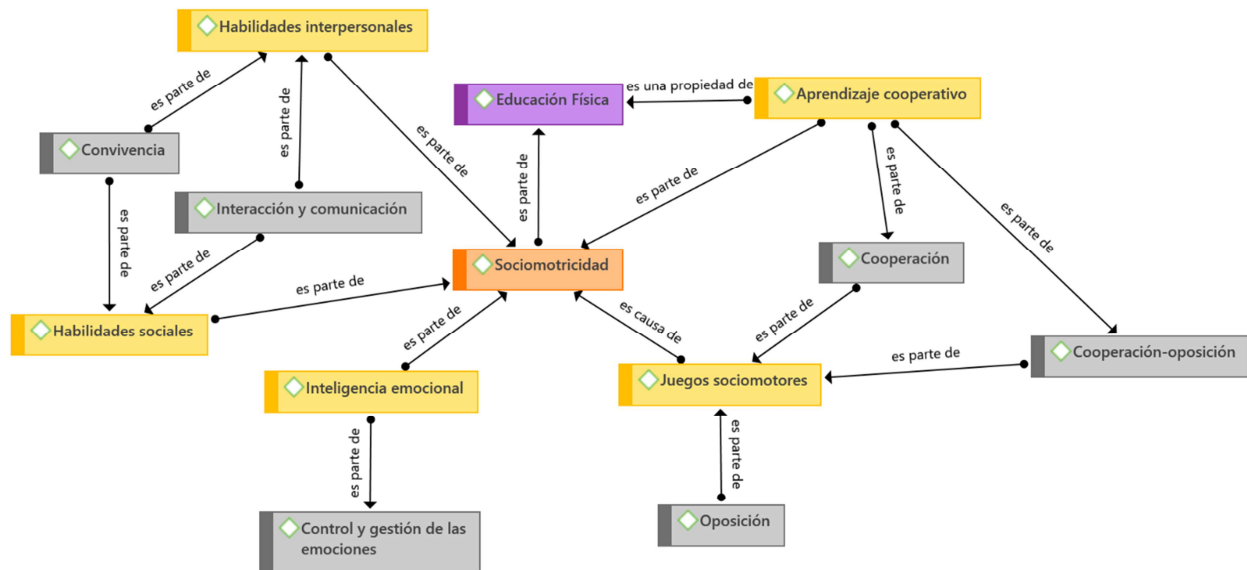 Habilidades interpersonales
es parte de
es parte de
es parte de
Educación Física
es una propiedad de
Aprendizaje cooperativo
Convivencia
Interacción y comunicación
es parte de
es parte de
es parte de
es parte de
es parte de
es parte de
es parte de
Sociomotricidad
Cooperación
es parte de
Habilidades sociales
es parte de
es causa de
es parte de
es parte de
Cooperación-oposición
Inteligencia emocional
Juegos sociomotores
es parte de
es parte de
Control y gestión de las
emociones
Oposición